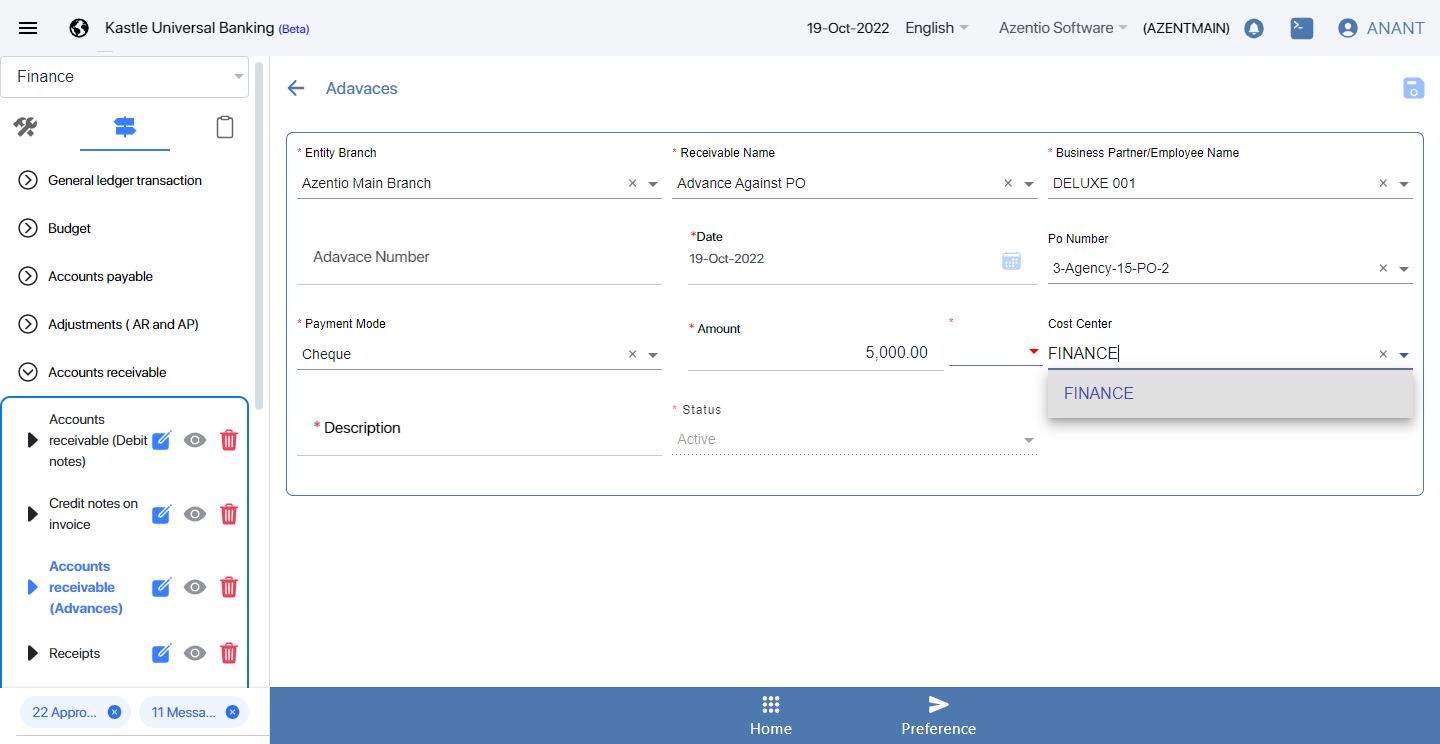 Kastle Universal Banking (Beta)
19-Oct-2022
English
Azentio Software
(AZENTMAIN)
ANANT
Finance
General ledger transaction
Budget
Accounts payable
Adjustments ( AR and AP)
Accounts receivable
Accounts
receivable (Debit
notes)
Credit notes on
invoice
Accounts
receivable
(Advances)
Receipts
22 Appro...
11 Messa...
Adavaces
* Entity Branch
Azentio Main Branch
* Receivable Name
Advance Against PO
* Business Partner/Employee Name
DELUXE 001
Adavace Number
*Date
19-Oct-2022
Po Number
3-Agency-15-PO-2
* Payment Mode
Cheque
* Amount
5,000.00
*
Cost Center
FINANCE
FINANCE
* Description
* Status
Active
Home
Preference